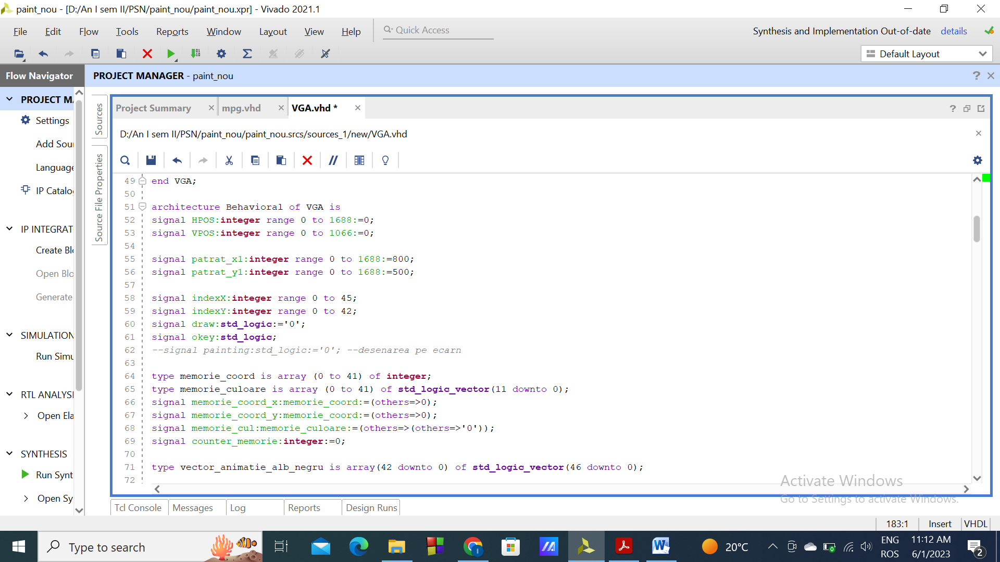 paint_nou - [D:/An I sem II/PSN/paint_nou/paint_nou.xpr] - Vivado 2021.1
File Edit Flow Tools Reports Window Layout View Help Quick Access
Synthesis and Implementation Out-of-date details
Default Layout
Flow Navigator
PROJECT MANAGER - paint_nou
PROJECT MA
Settings
Add Sou
Language
IP Catalo
IP INTEGRAT
Create Blo
Open Blo
Generate
SIMULATION
Run Simu
RTL ANALYSI
Open Ela
SYNTHESIS
Run Synt
Open Sy
Sources
Source File Properties
Project Summary mpg.vhd VGA.vhd *
D:/An I sem II/PSN/paint_nou/paint_nou.srcs/sources_1/new/VGA.vhd
49 end VGA;
50
51 architecture Behavioral of VGA is
52 signal HPOS:integer range 0 to 1688:=0;
53 signal VPOS:integer range 0 to 1066:=0;
54
55 signal patrat_x1:integer range 0 to 1688:=800;
56 signal patrat_y1:integer range 0 to 1688:=500;
57
58 signal indexX:integer range 0 to 45;
59 signal indexY:integer range 0 to 42;
60 signal draw:std_logic:='0';
61 signal okey:std_logic;
62 --signal painting:std_logic:='0'; --desenarea pe ecarn
63
64 type memorie_coord is array (0 to 41) of integer;
65 type memorie_culoare is array (0 to 41) of std_logic_vector(11 downto 0);
66 signal memorie_coord_x:memorie_coord:=(others=>0);
67 signal memorie_coord_y:memorie_coord:=(others=>0);
68 signal memorie_cul:memorie_culoare:=(others=>(others=>'0'));
69 signal counter_memorie:integer:=0;
70
71 type vector_animatie_alb_negru is array(42 downto 0) of std_logic_vector(46 downto 0);
72
Activate Windows
Go to Settings to activate Windows.
Tcl Console Messages Log Reports Design Runs
183:1 Insert VHDL
Type to search
20°C
ENG
ROS
11:12 AM
6/1/2023
2